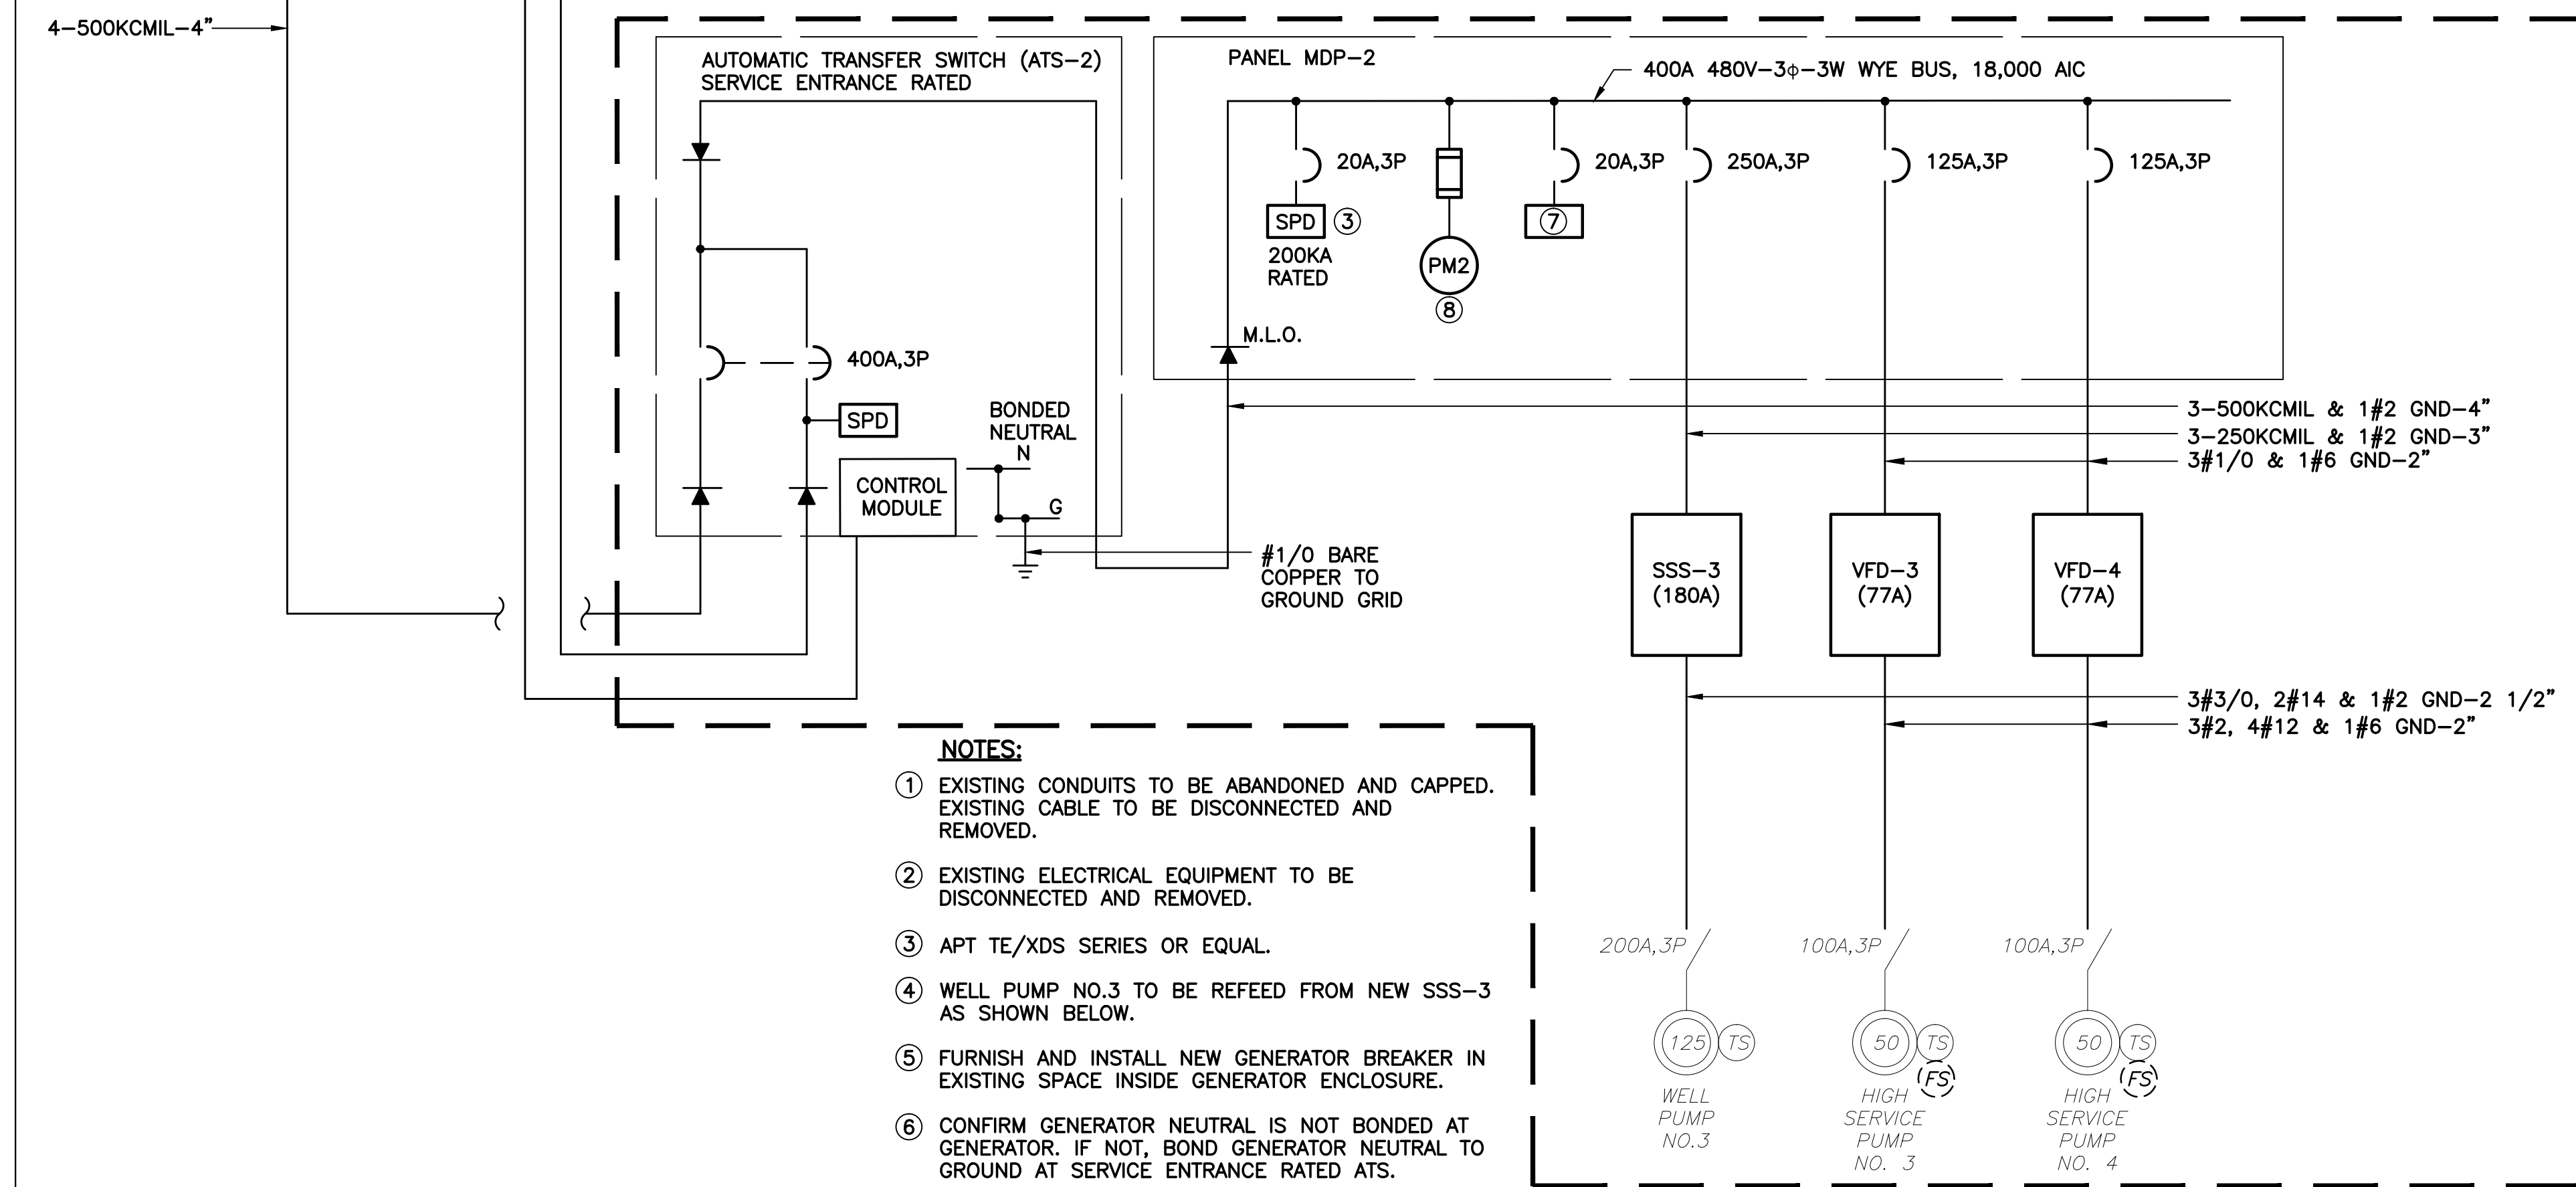 4-500KCMIL-4"
AUTOMATIC TRANSFER SWITCH (ATS-2)
SERVICE ENTRANCE RATED
400A,3P
SPD
CONTROL
MODULE
BONDED
NEUTRAL
N
G
#1/0 BARE
COPPER TO
GROUND GRID
PANEL MDP-2
400A 480V-3ϕ-3W WYE BUS, 18,000 AIC
20A,3P
SPD 3
200KA
RATED
PM2
8
20A,3P
7
250A,3P
125A,3P
125A,3P
M.L.O.
3-500KCMIL & 1#2 GND-4"
3-250KCMIL & 1#2 GND-3"
3#1/0 & 1#6 GND-2"
SSS-3
(180A)
VFD-3
(77A)
VFD-4
(77A)
3#3/0, 2#14 & 1#2 GND-2 1/2"
3#2, 4#12 & 1#6 GND-2"
200A,3P
100A,3P
100A,3P
125 TS
50 TS
FS
50 TS
FS
WELL
PUMP
NO.3
HIGH
SERVICE
PUMP
NO. 3
HIGH
SERVICE
PUMP
NO. 4
NOTES:
1 EXISTING CONDUITS TO BE ABANDONED AND CAPPED.
EXISTING CABLE TO BE DISCONNECTED AND
REMOVED.
2 EXISTING ELECTRICAL EQUIPMENT TO BE
DISCONNECTED AND REMOVED.
3 APT TE/XDS SERIES OR EQUAL.
4 WELL PUMP NO.3 TO BE REFEED FROM NEW SSS-3
AS SHOWN BELOW.
5 FURNISH AND INSTALL NEW GENERATOR BREAKER IN
EXISTING SPACE INSIDE GENERATOR ENCLOSURE.
6 CONFIRM GENERATOR NEUTRAL IS NOT BONDED AT
GENERATOR. IF NOT, BOND GENERATOR NEUTRAL TO
GROUND AT SERVICE ENTRANCE RATED ATS.